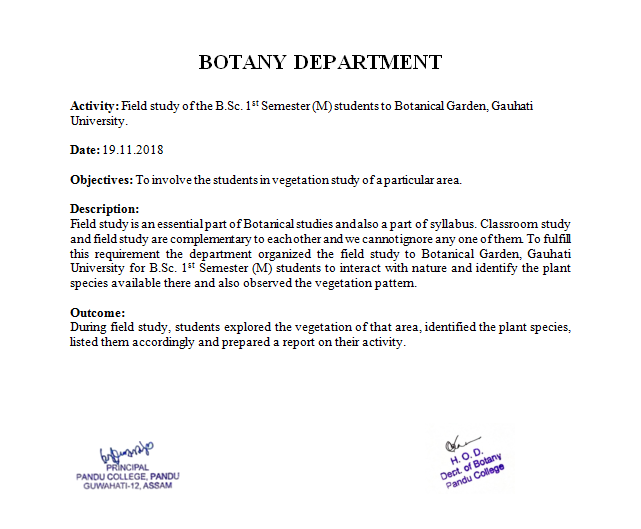 BOTANY DEPARTMENT
Activity: Field study of the B.Sc. 1st Semester (M) students to Botanical Garden, Gauhati
University.
Date: 19.11.2018
Objectives: To involve the students in vegetation study of a particular area.
Description:
Field study is an essential part of Botanical studies and also a part of syllabus. Classroom study
and field study are complementary to each other and we cannot ignore any one of them. To fulfill
this requirement the department organized the field study to Botanical Garden, Gauhati
University for B.Sc. 1st Semester (M) students to interact with nature and identify the plant
species available there and also observed the vegetation pattern.
Outcome:
During field study, students explored the vegetation of that area, identified the plant species,
listed them accordingly and prepared a report on their activity.
PRINCIPAL
PANDU COLLEGE, PANDU
GUWAHATI-12, ASSAM
H. O. D.
Dept. of Botany
Pandu College